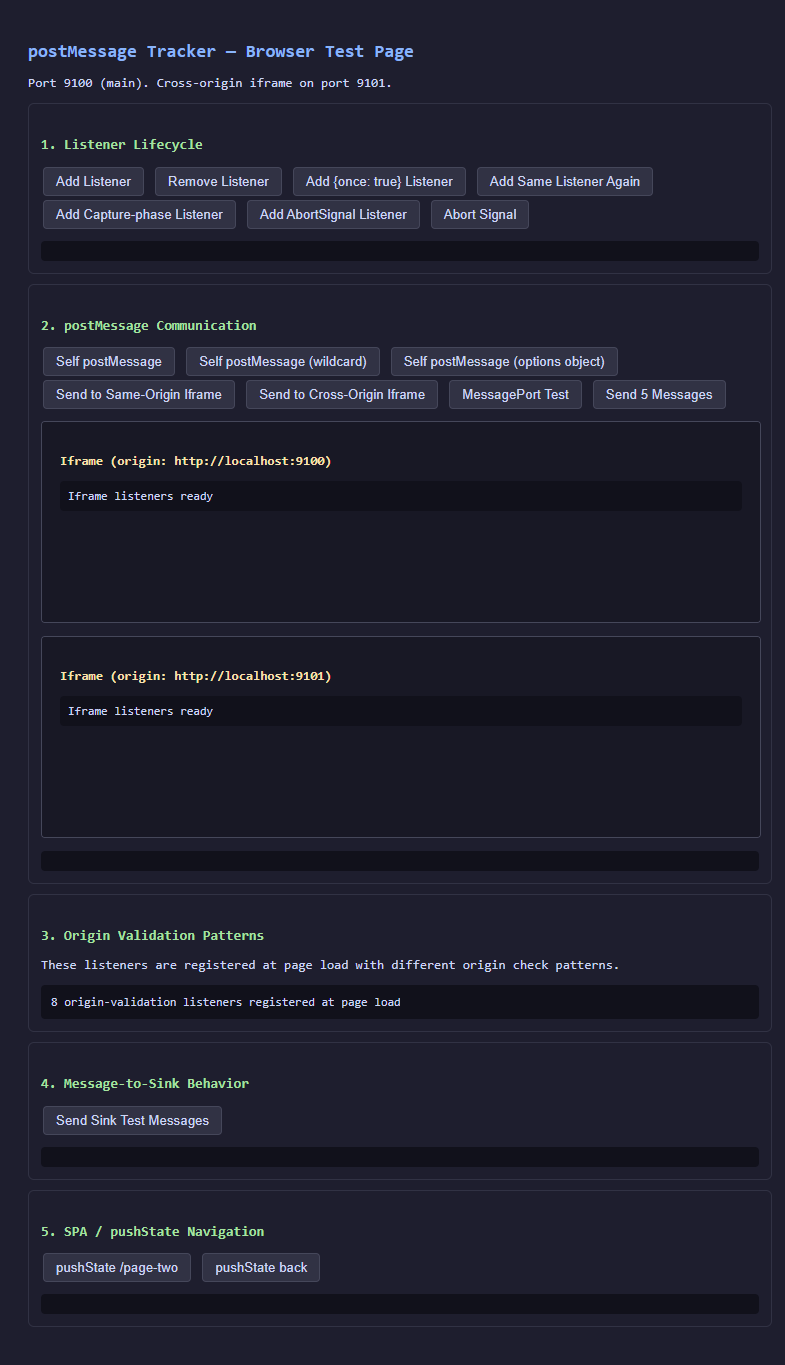 postMessage Tracker — Browser Test Page
Port 9100 (main). Cross-origin iframe on port 9101.
1. Listener Lifecycle
Add Listener Remove Listener Add {once: true} Listener Add Same Listener Again
Add Capture-phase Listener Add AbortSignal Listener Abort Signal
2. postMessage Communication
Self postMessage Self postMessage (wildcard) Self postMessage (options object)
Send to Same-Origin Iframe Send to Cross-Origin Iframe MessagePort Test Send 5 Messages
Iframe (origin: http://localhost:9100)
Iframe listeners ready
Iframe (origin: http://localhost:9101)
Iframe listeners ready
3. Origin Validation Patterns
These listeners are registered at page load with different origin check patterns.
8 origin-validation listeners registered at page load
4. Message-to-Sink Behavior
Send Sink Test Messages
5. SPA / pushState Navigation
pushState /page-two pushState back